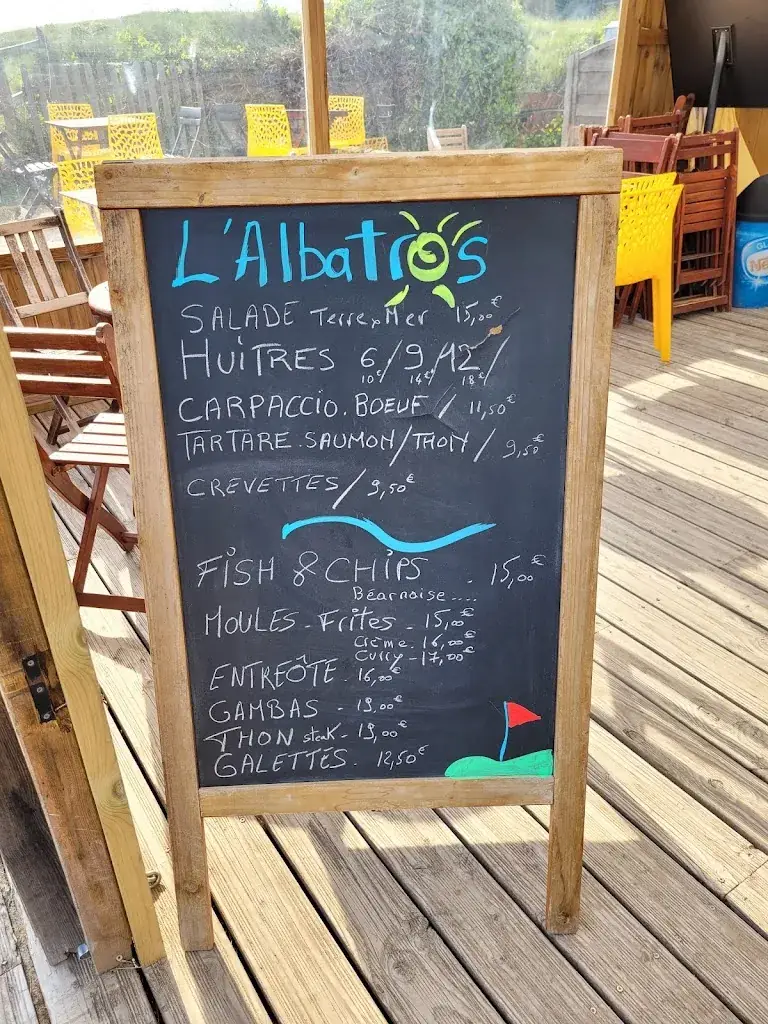 L'Albatros
SALADE Terre × Mer 15,00€
HUITRES 6/9/12/
10€ 14€ 18€
CARPACCIO.BOEUF / 11,50€
TARTARE.SAUMON/THON/ 9,50€
CREVETTES/ 9,50€
FISH & CHIPS - 15,00€
Béarnaise ....
MOULES - Frites - 15,00€
crème - 16,00€
curry - 17,00€
ENTRECÔTE - 16,00€
GAMBAS - 19,00€
THON steak - 19,00€
GALETTES - 12,50€